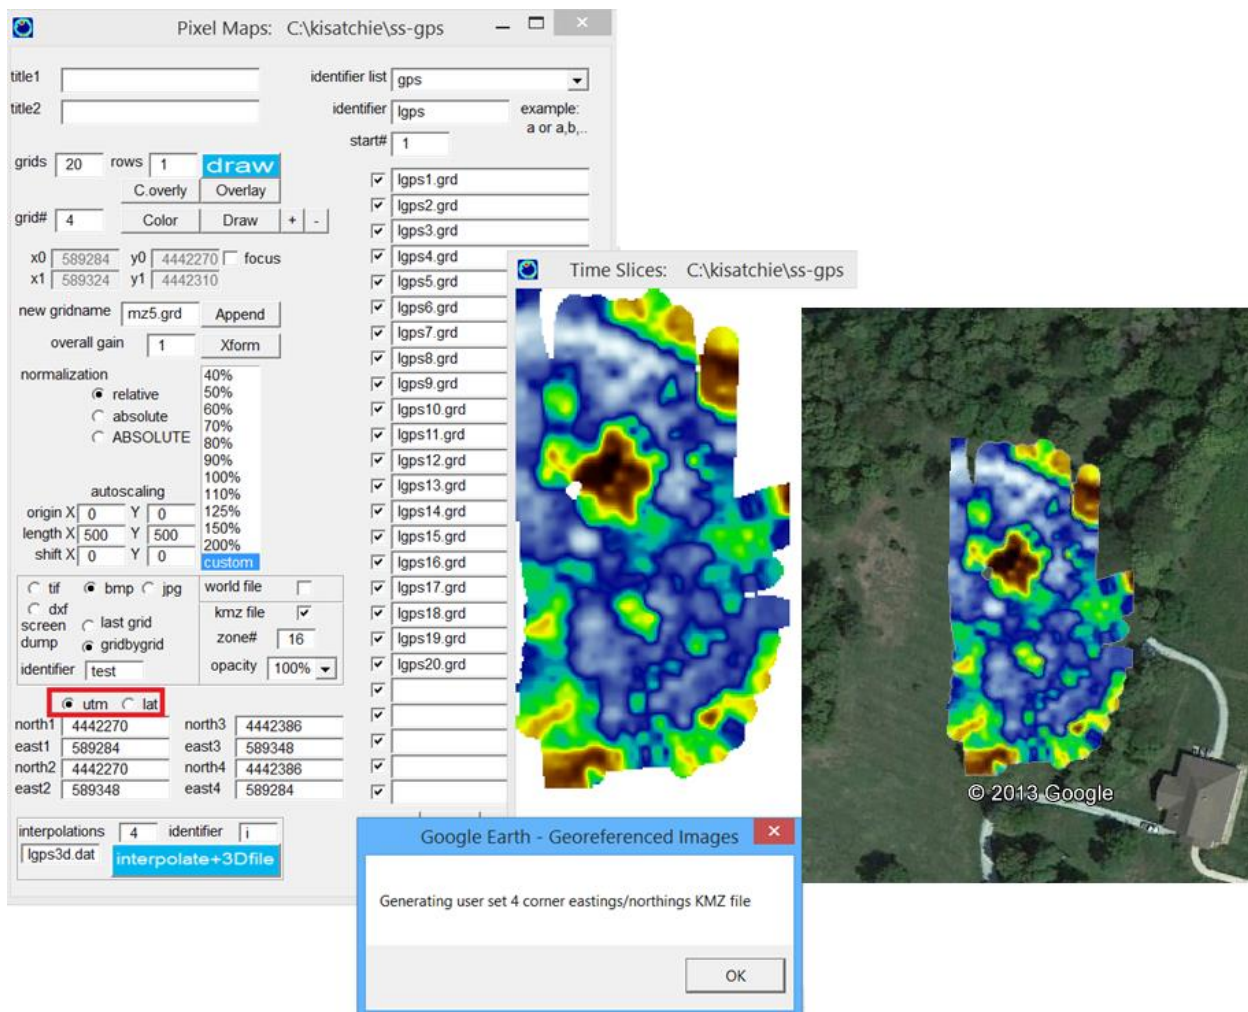 Pixel Maps: C:\kisatchie\ss-gps
title1
title2
identifier list gps
identifier lgps example:
a or a,b,..
start# 1
grids 20 rows 1 draw
C.overly Overlay
grid# 4 Color Draw + -
x0 589284 y0 4442270 focus
x1 589324 y1 4442310
new gridname mz5.grd Append
overall gain 1 Xform
normalization
relative
absolute
ABSOLUTE
40%
50%
60%
70%
80%
90%
100%
110%
125%
150%
200%
custom
autoscaling
origin X 0 Y 0
length X 500 Y 500
shift X 0 Y 0
tif bmp jpg
dxf
screen
dump
last grid
gridbygrid
identifier test
world file
kmz file
zone# 16
opacity 100%
utm lat
north1 4442270 north3 4442386
east1 589284 east3 589348
north2 4442270 north4 4442386
east2 589348 east4 589284
interpolations 4 identifier i
lgps3d.dat interpolate+3Dfile
lgps1.grd
lgps2.grd
lgps3.grd
lgps4.grd
lgps5.grd
lgps6.grd
lgps7.grd
lgps8.grd
lgps9.grd
lgps10.grd
lgps11.grd
lgps12.grd
lgps13.grd
lgps14.grd
lgps15.grd
lgps16.grd
lgps17.grd
lgps18.grd
lgps19.grd
lgps20.grd
Time Slices: C:\kisatchie\ss-gps
© 2013 Google
Google Earth - Georeferenced Images
Generating user set 4 corner eastings/northings KMZ file
OK